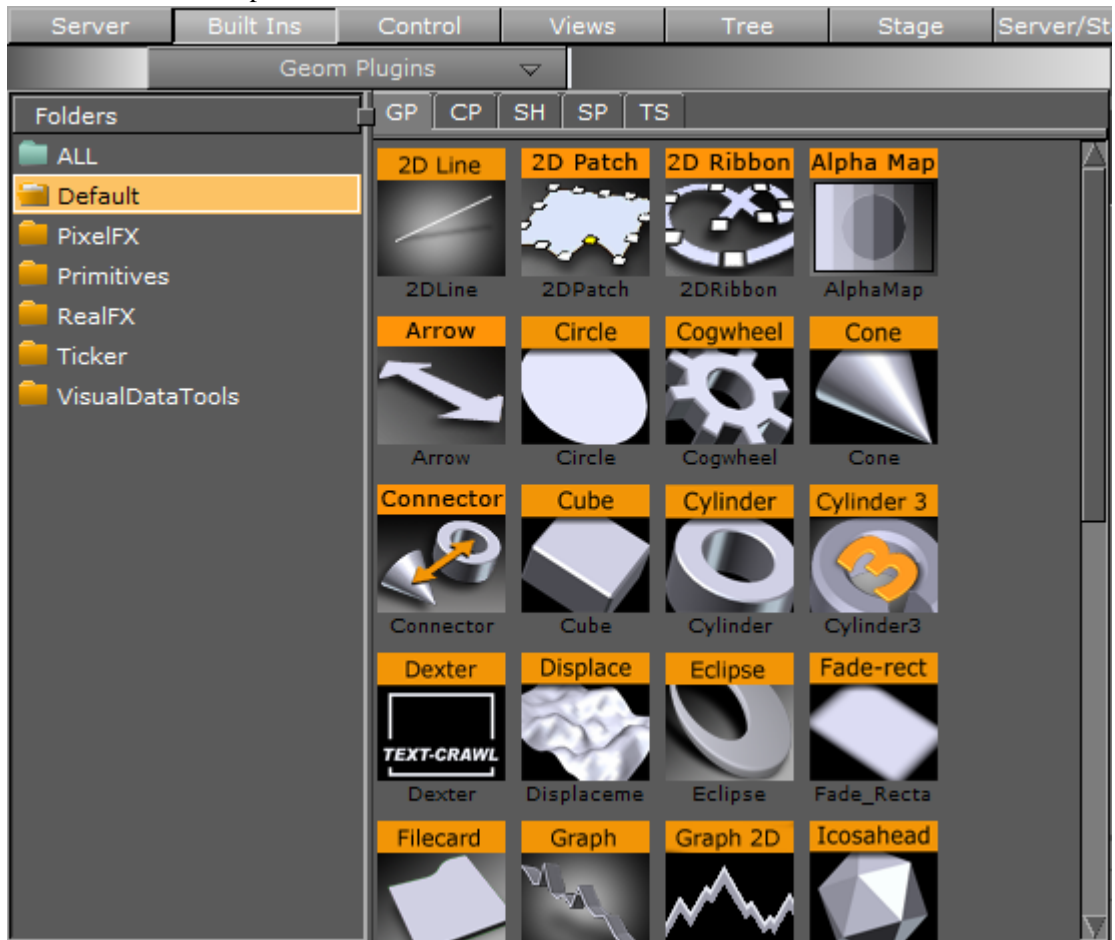 Server Built Ins Control Views Tree Stage Server/St
Geom Plugins
Folders
GP CP SH SP TS
ALL
Default
PixelFX
Primitives
RealFX
Ticker
VisualDataTools
2D Line 2D Patch 2D Ribbon Alpha Map
2DLine 2DPatch 2DRibbon AlphaMap
Arrow Circle Cogwheel Cone
Arrow Circle Cogwheel Cone
Connector Cube Cylinder Cylinder 3
3
Connector Cube Cylinder Cylinder3
Dexter Displace Eclipse Fade-rect
TEXT-CRAWL
Dexter Displaceme Eclipse Fade_Recta
Filecard Graph Graph 2D Icosahead